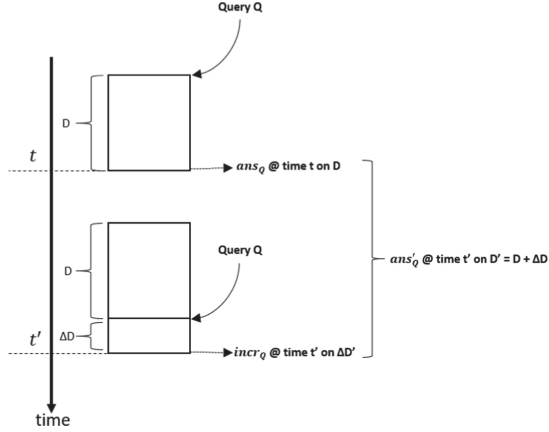 Query Q
D
t
ans_Q @ time t on D
D
Query Q
ans′_Q @ time t' on D' = D + ΔD
t′
ΔD
incr_Q @ time t' on ΔD'
time